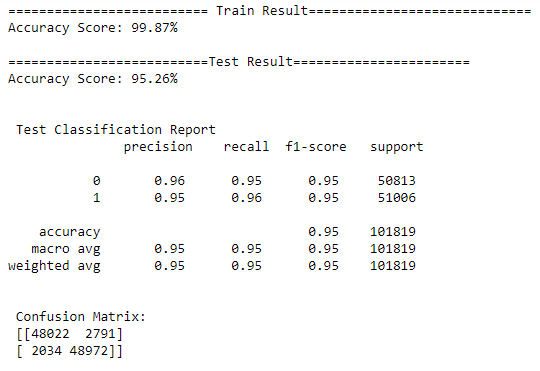 ========================== Train Result=============================
Accuracy Score: 99.87%
==========================Test Result=======================
Accuracy Score: 95.26%
Test Classification Report
precision recall f1-score support
0 0.96 0.95 0.95 50813
1 0.95 0.96 0.95 51006
accuracy 0.95 101819
macro avg 0.95 0.95 0.95 101819
weighted avg 0.95 0.95 0.95 101819
Confusion Matrix:
[[48022 2791]
[ 2034 48972]]